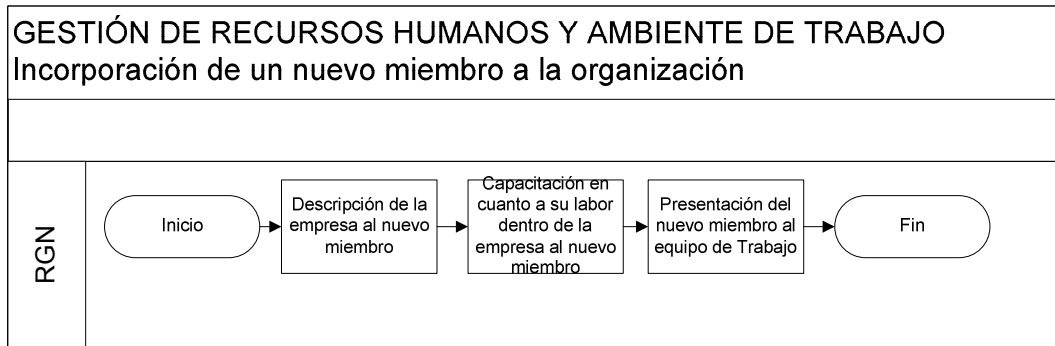 GESTIÓN DE RECURSOS HUMANOS Y AMBIENTE DE TRABAJO
Incorporación de un nuevo miembro a la organización
RGN
Inicio
Descripción de la
empresa al nuevo
miembro
Capacitación en
cuanto a su labor
dentro de la
empresa al nuevo
miembro
Presentación del
nuevo miembro al
equipo de Trabajo
Fin